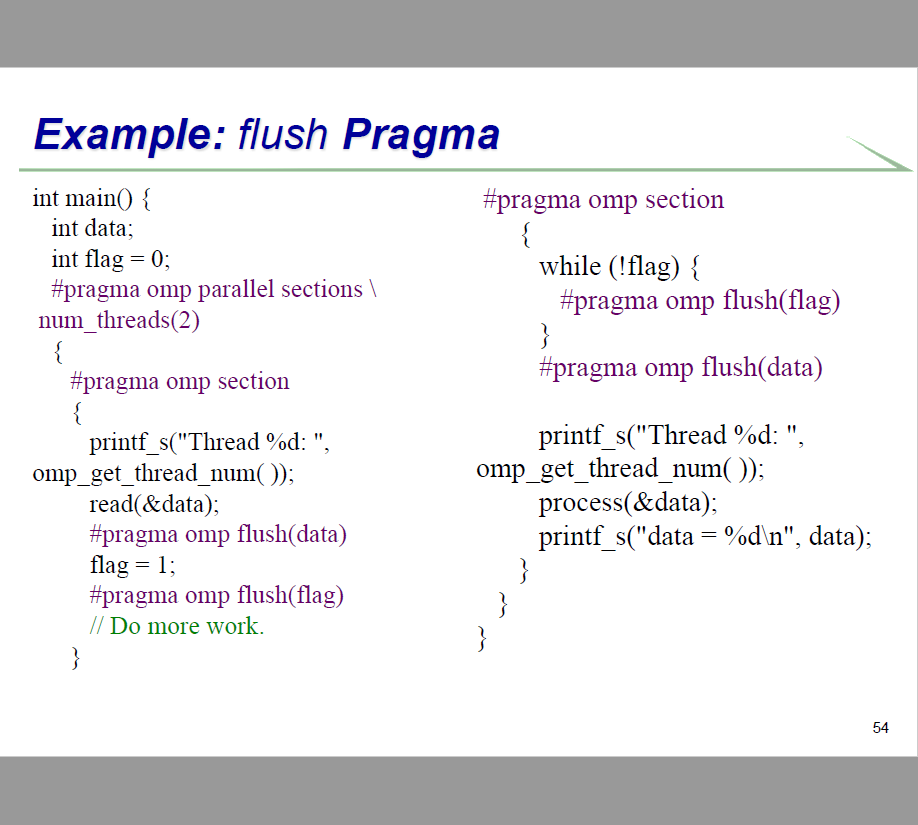 Example: flush Pragma
int main() {
int data;
int flag = 0;
#pragma omp parallel sections \
num_threads(2)
{
#pragma omp section
{
printf_s("Thread %d: ",
omp_get_thread_num( ));
read(&data);
#pragma omp flush(data)
flag = 1;
#pragma omp flush(flag)
// Do more work.
}
#pragma omp section
{
while (!flag) {
#pragma omp flush(flag)
}
#pragma omp flush(data)
printf_s("Thread %d: ",
omp_get_thread_num( ));
process(&data);
printf_s("data = %d\n", data);
}
}
}
54